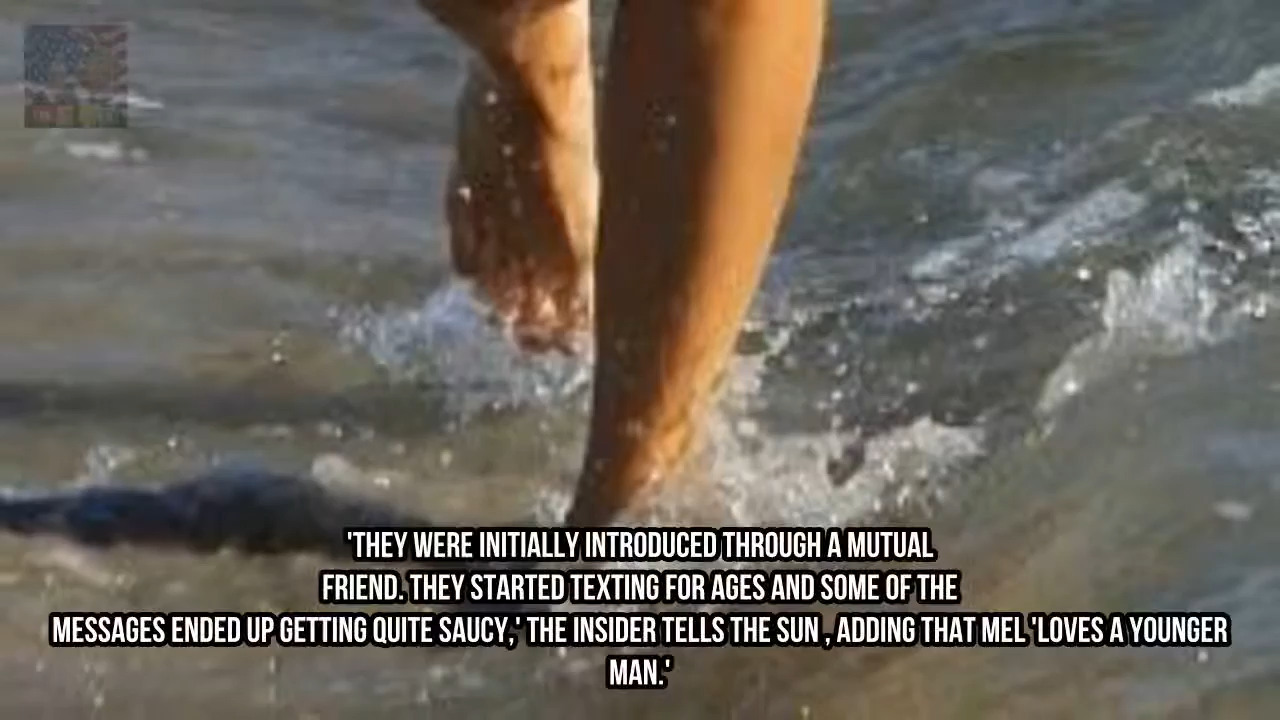 'THEY WERE INITIALLY INTRODUCED THROUGH A MUTUAL
FRIEND. THEY STARTED TEXTING FOR AGES AND SOME OF THE
MESSAGES ENDED UP GETTING QUITE SAUCY,' THE INSIDER TELLS THE SUN , ADDING THAT MEL 'LOVES A YOUNGER
MAN.'